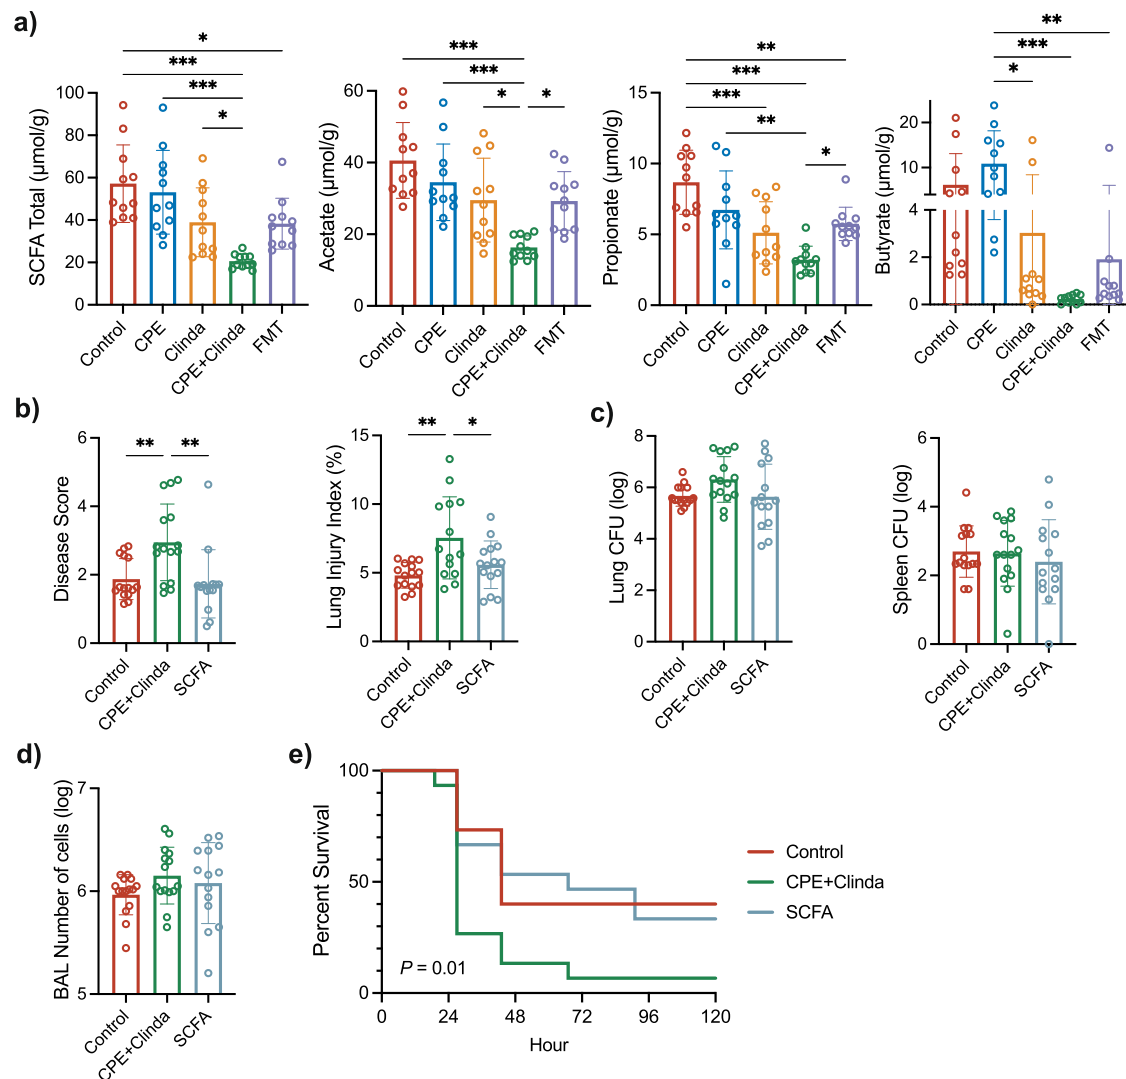 a)
*
***
***
*
SCFA Total (μmol/g)
100
80
60
40
20
0
Control
CPE
Clinda
CPE+Clinda
FMT
***
***
*
*
Acetate (μmol/g)
60
40
20
0
Control
CPE
Clinda
CPE+Clinda
FMT
**
***
***
**
*
Propionate (μmol/g)
15
10
5
0
Control
CPE
Clinda
CPE+Clinda
FMT
**
***
*
Butyrate (μmol/g)
20
10
4
2
0
Control
CPE
Clinda
CPE+Clinda
FMT
b)
**
**
Disease Score
6
4
2
0
Control
CPE+Clinda
SCFA
**
*
Lung Injury Index (%)
15
10
5
0
Control
CPE+Clinda
SCFA
c)
Lung CFU (log)
8
6
4
2
0
Control
CPE+Clinda
SCFA
Spleen CFU (log)
6
4
2
0
Control
CPE+Clinda
SCFA
d)
BAL Number of cells (log)
7
6
5
Control
CPE+Clinda
SCFA
e)
Percent Survival
100
50
0
P = 0.01
0
24
48
72
96
120
Hour
Control
CPE+Clinda
SCFA